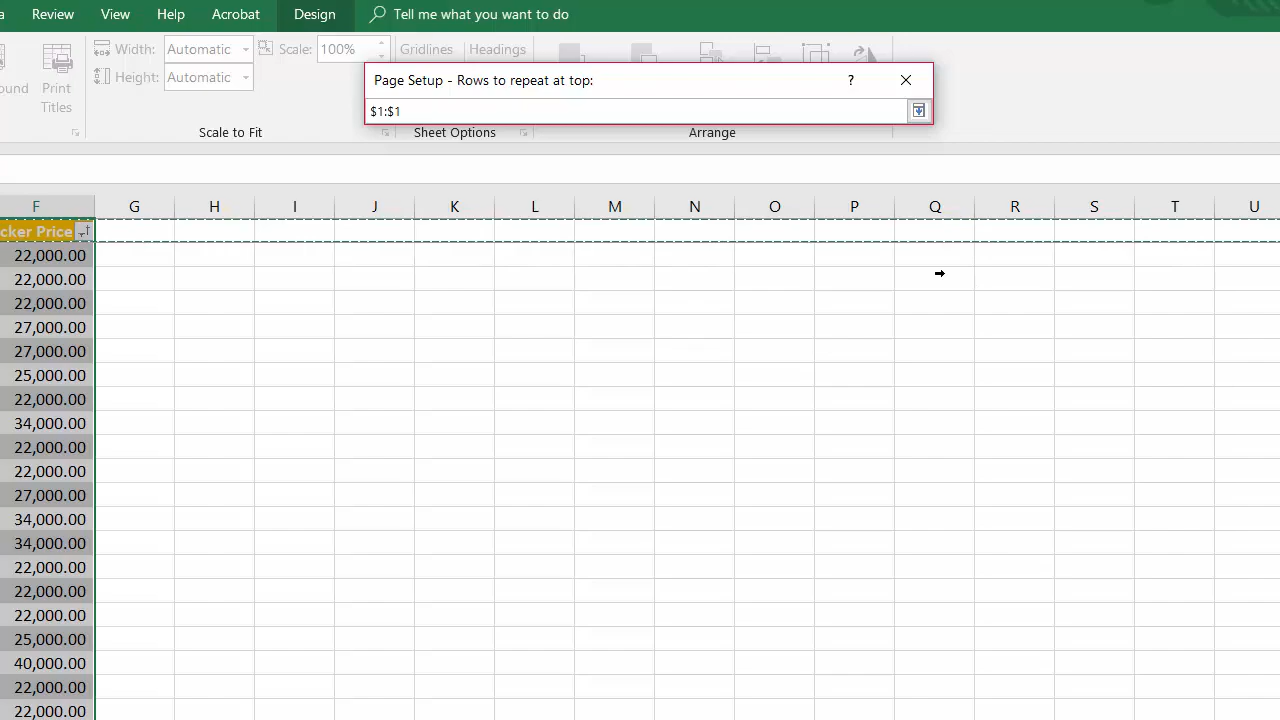 a Review View Help Acrobat Design Tell me what you want to do
Width: Automatic Scale: 100% Gridlines Headings
Height: Automatic
ound Print Titles
Scale to Fit Sheet Options Arrange
Page Setup - Rows to repeat at top: ?
$1:$1
F G H I J K L M N O P Q R S T U
cker Price
22,000.00
22,000.00
22,000.00
27,000.00
27,000.00
25,000.00
22,000.00
34,000.00
22,000.00
22,000.00
27,000.00
34,000.00
34,000.00
22,000.00
22,000.00
22,000.00
25,000.00
40,000.00
22,000.00
22,000.00